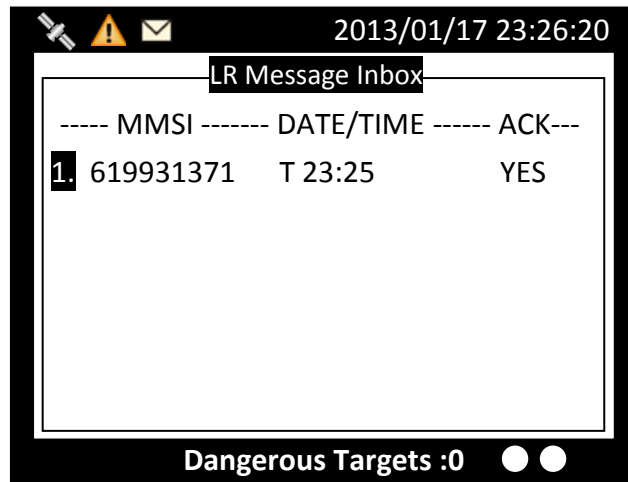 2013/01/17 23:26:20
LR Message Inbox
----- MMSI ------- DATE/TIME ------ ACK---
1. 619931371 T 23:25 YES
Dangerous Targets :0